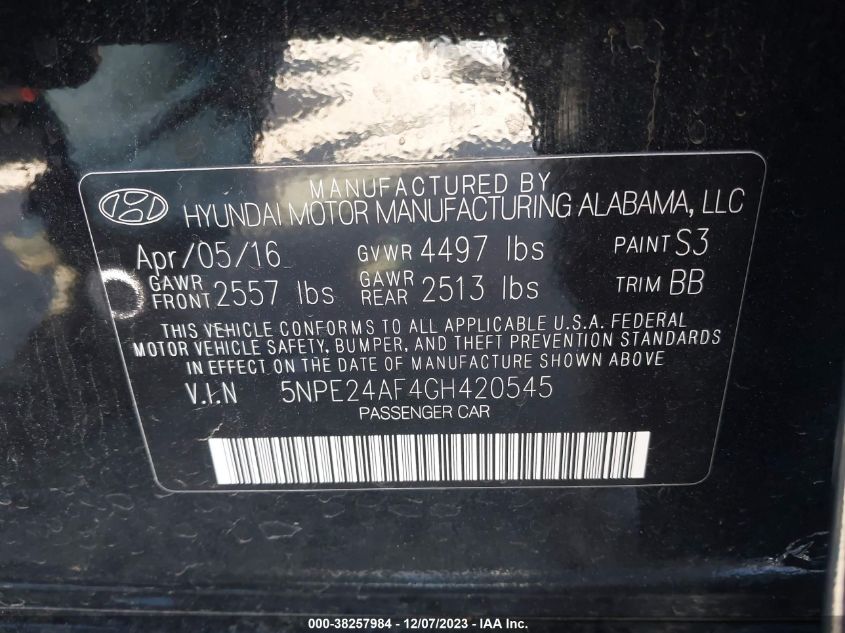 MANUFACTURED BY
HYUNDAI MOTOR MANUFACTURING ALABAMA, LLC
Apr/05/16 GVWR 4497 lbs PAINT S3
GAWR FRONT 2557 lbs GAWR REAR 2513 lbs TRIM BB
THIS VEHICLE CONFORMS TO ALL APPLICABLE U.S.A. FEDERAL
MOTOR VEHICLE SAFETY, BUMPER, AND THEFT PREVENTION STANDARDS
IN EFFECT ON THE DATE OF MANUFACTURE SHOWN ABOVE
V.I.N 5NPE24AF4GH420545
PASSENGER CAR
000-38257984 - 12/07/2023 - IAA Inc.